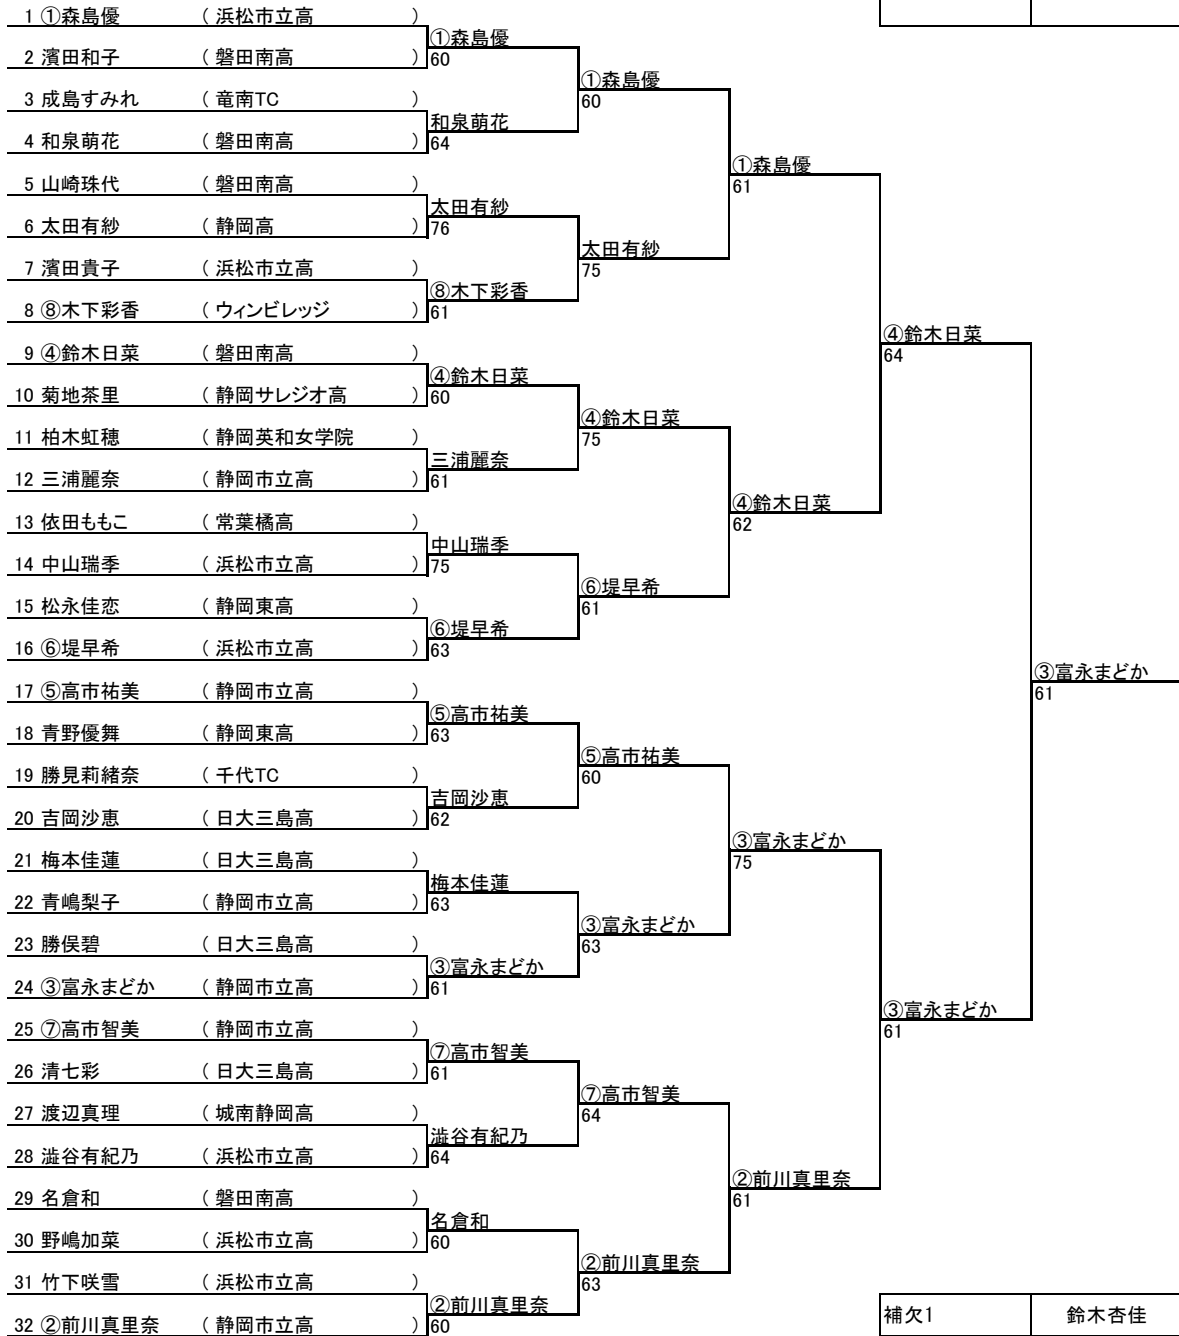 1 ①森島優 ( 浜松市立高 )
①森島優
2 濱田和子 ( 磐田南高 ) 60
①森島優
3 成島すみれ ( 竜南TC ) 60
和泉萌花
4 和泉萌花 ( 磐田南高 ) 64
①森島優
5 山崎珠代 ( 磐田南高 ) 61
太田有紗
6 太田有紗 ( 静岡高 ) 76
太田有紗
7 濱田貴子 ( 浜松市立高 ) 75
⑧木下彩香
8 ⑧木下彩香 ( ウィンビレッジ ) 61
④鈴木日菜
9 ④鈴木日菜 ( 磐田南高 ) 64
④鈴木日菜
10 菊地茶里 ( 静岡サレジオ高 ) 60
④鈴木日菜
11 柏木虹穂 ( 静岡英和女学院 ) 75
三浦麗奈
12 三浦麗奈 ( 静岡市立高 ) 61
④鈴木日菜
13 依田ももこ ( 常葉橘高 ) 62
中山瑞季
14 中山瑞季 ( 浜松市立高 ) 75
⑥堤早希
15 松永佳恋 ( 静岡東高 ) 61
⑥堤早希
16 ⑥堤早希 ( 浜松市立高 ) 63
③富永まどか
17 ⑤高市祐美 ( 静岡市立高 ) 61
⑤高市祐美
18 青野優舞 ( 静岡東高 ) 63
⑤高市祐美
19 勝見莉緒奈 ( 千代TC ) 60
吉岡沙恵
20 吉岡沙恵 ( 日大三島高 ) 62
③富永まどか
21 梅本佳蓮 ( 日大三島高 ) 75
梅本佳蓮
22 青嶋梨子 ( 静岡市立高 ) 63
③富永まどか
23 勝俣碧 ( 日大三島高 ) 63
③富永まどか
24 ③富永まどか ( 静岡市立高 ) 61
③富永まどか
25 ⑦高市智美 ( 静岡市立高 ) 61
⑦高市智美
26 清七彩 ( 日大三島高 ) 61
⑦高市智美
27 渡辺真理 ( 城南静岡高 ) 64
澁谷有紀乃
28 澁谷有紀乃 ( 浜松市立高 ) 64
②前川真里奈
29 名倉和 ( 磐田南高 ) 61
名倉和
30 野嶋加菜 ( 浜松市立高 ) 60
②前川真里奈
31 竹下咲雪 ( 浜松市立高 ) 63
②前川真里奈
32 ②前川真里奈 ( 静岡市立高 ) 60
補欠1 鈴木杏佳